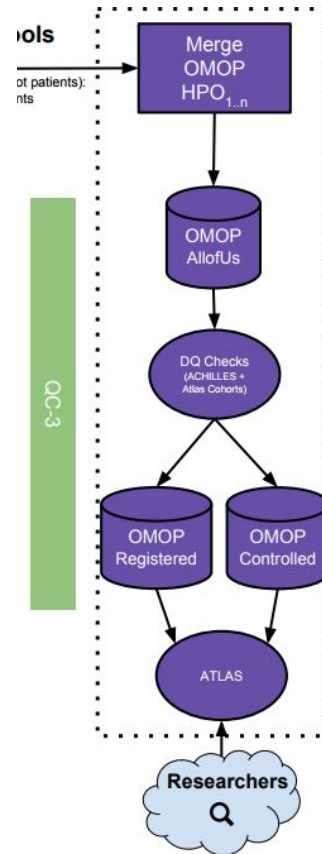 ools
ot patients):
nts
Merge
OMOP
HPO1..n
OMOP
AllofUs
DQ Checks
(ACHILLES +
Atlas Cohorts)
QC-3
OMOP
Registered
OMOP
Controlled
ATLAS
Researchers